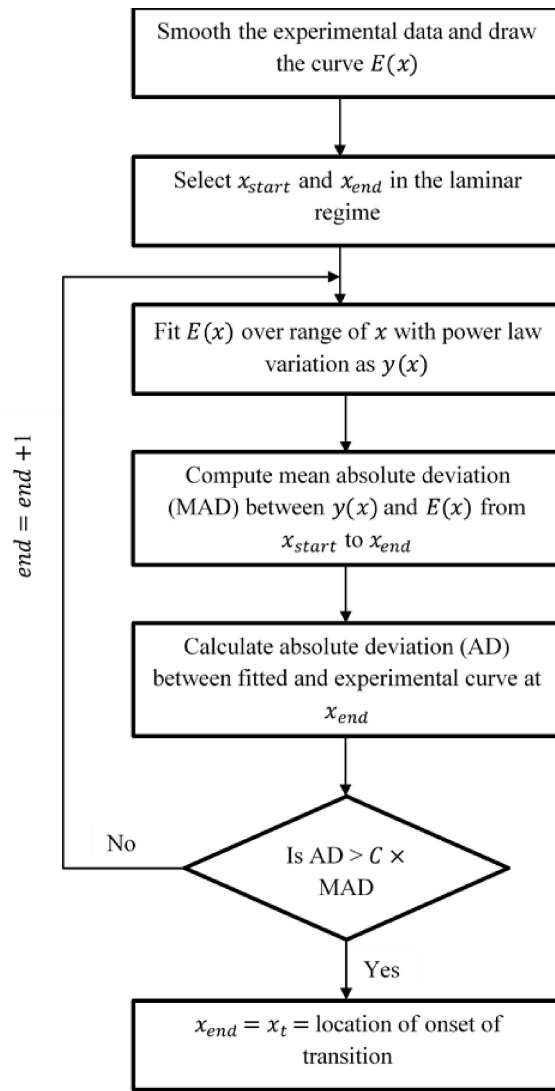 Smooth the experimental data and draw
the curve E(x)
Select x_start and x_end in the laminar
regime
Fit E(x) over range of x with power law
variation as y(x)
end = end +1
Compute mean absolute deviation
(MAD) between y(x) and E(x) from
x_start to x_end
Calculate absolute deviation (AD)
between fitted and experimental curve at
x_end
No
Is AD > C ×
MAD
Yes
x_end = x_t = location of onset of
transition